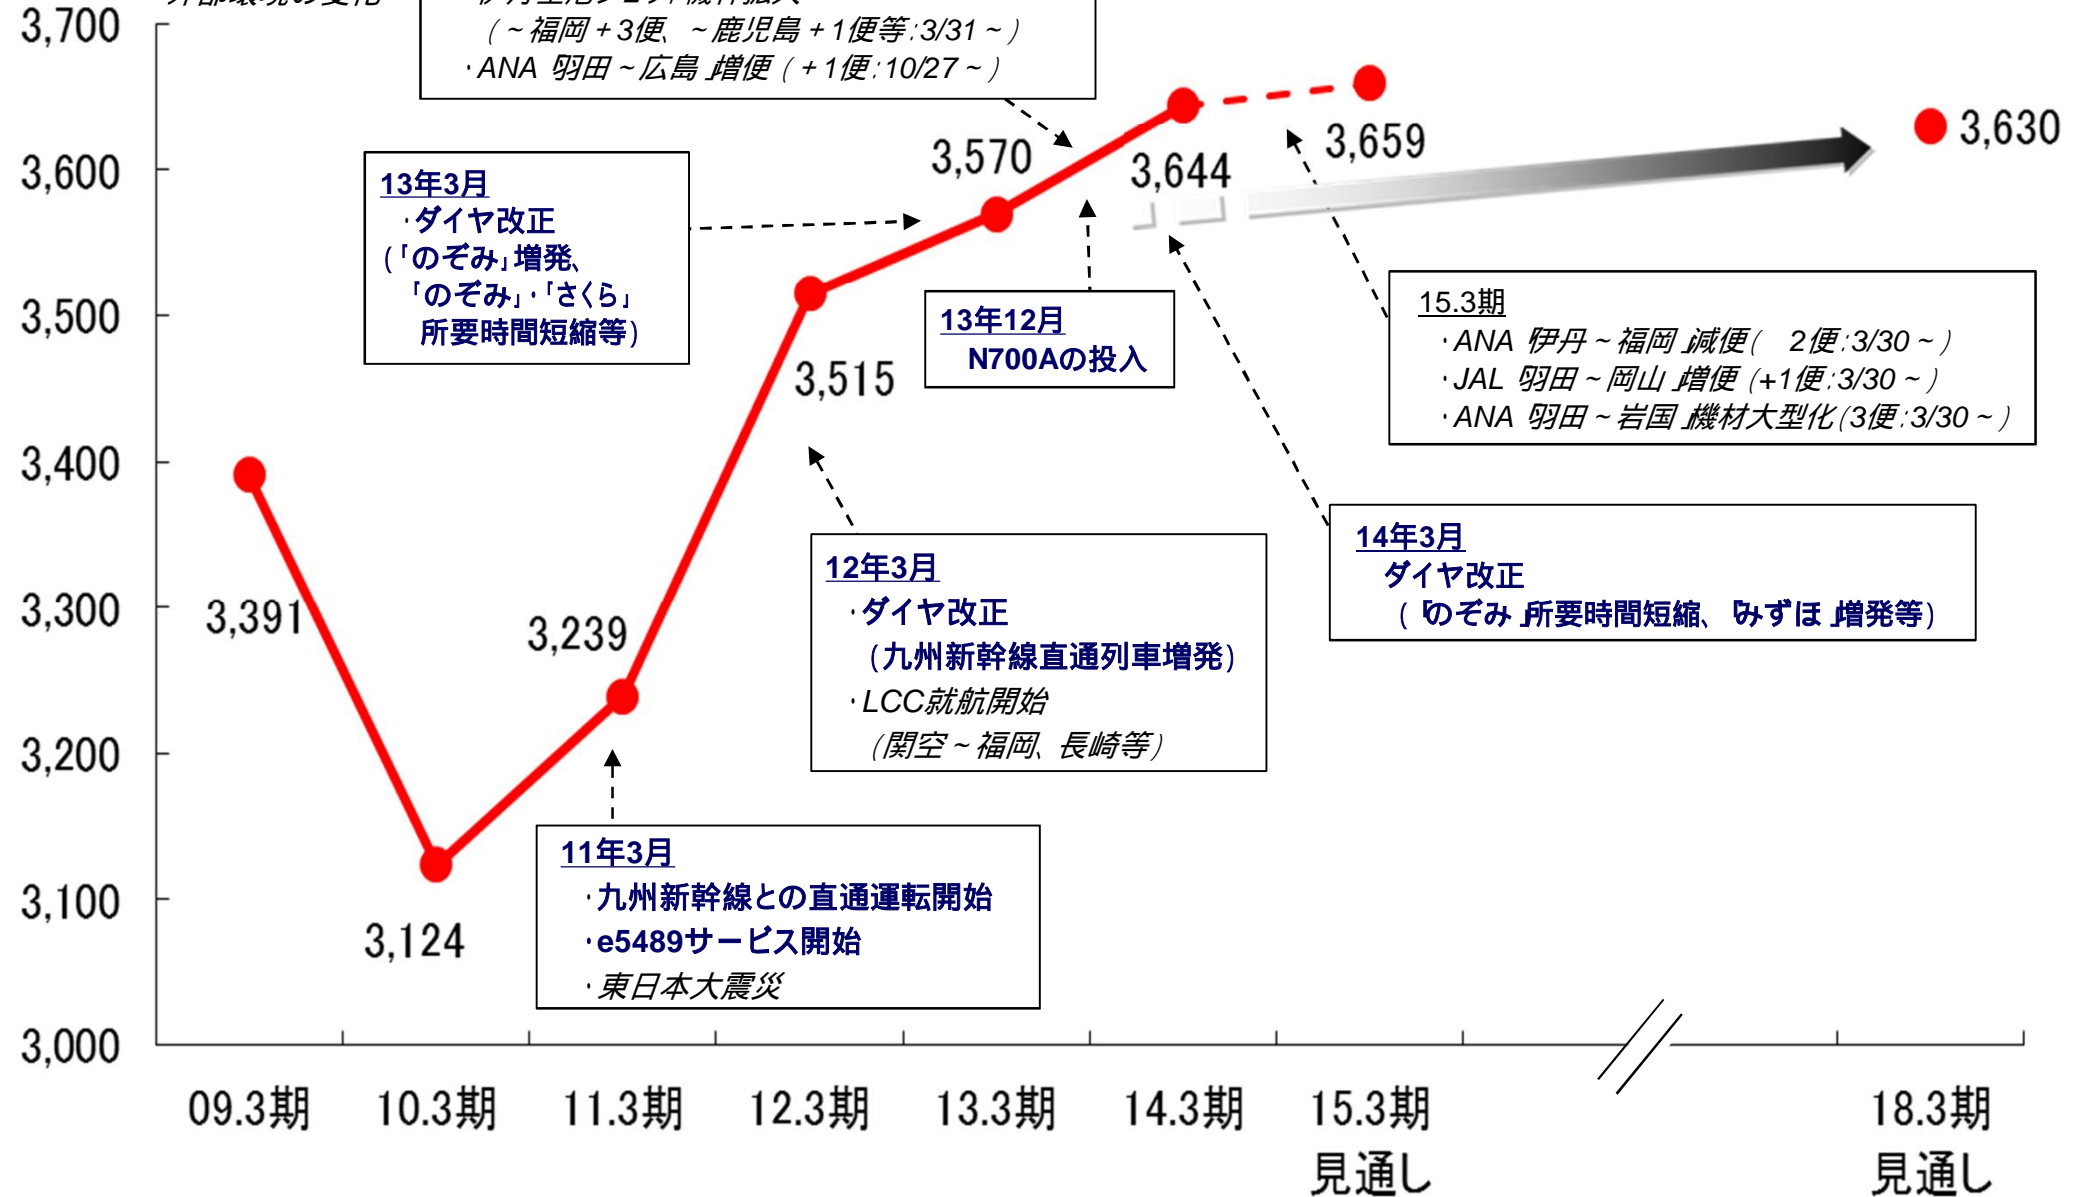 3,700
3,600
3,500
3,400
3,300
3,200
3,100
3,000
(~福岡+3便、~鹿児島+1便等:3/31~)
・ANA「羽田~広島」増便(+1便:10/27~)
13年3月
・ダイヤ改正
(「のぞみ」増発、
「のぞみ」・「さくら」
所要時間短縮等)
3,570
3,644
3,659
3,630
13年12月
N700Aの投入
15.3期
・ANA「伊丹~福岡」減便( 2便:3/30~)
・JAL「羽田~岡山」増便(+1便:3/30~)
・ANA「羽田~岩国」機材大型化(3便:3/30~)
3,515
14年3月
ダイヤ改正
(「のぞみ」所要時間短縮、「みずほ」増発等)
12年3月
・ダイヤ改正
(九州新幹線直通列車増発)
・LCC就航開始
(関空~福岡、長崎等)
3,391
3,239
3,124
11年3月
・九州新幹線との直通運転開始
・e5489サービス開始
・東日本大震災
09.3期
10.3期
11.3期
12.3期
13.3期
14.3期
15.3期
見通し
18.3期
見通し